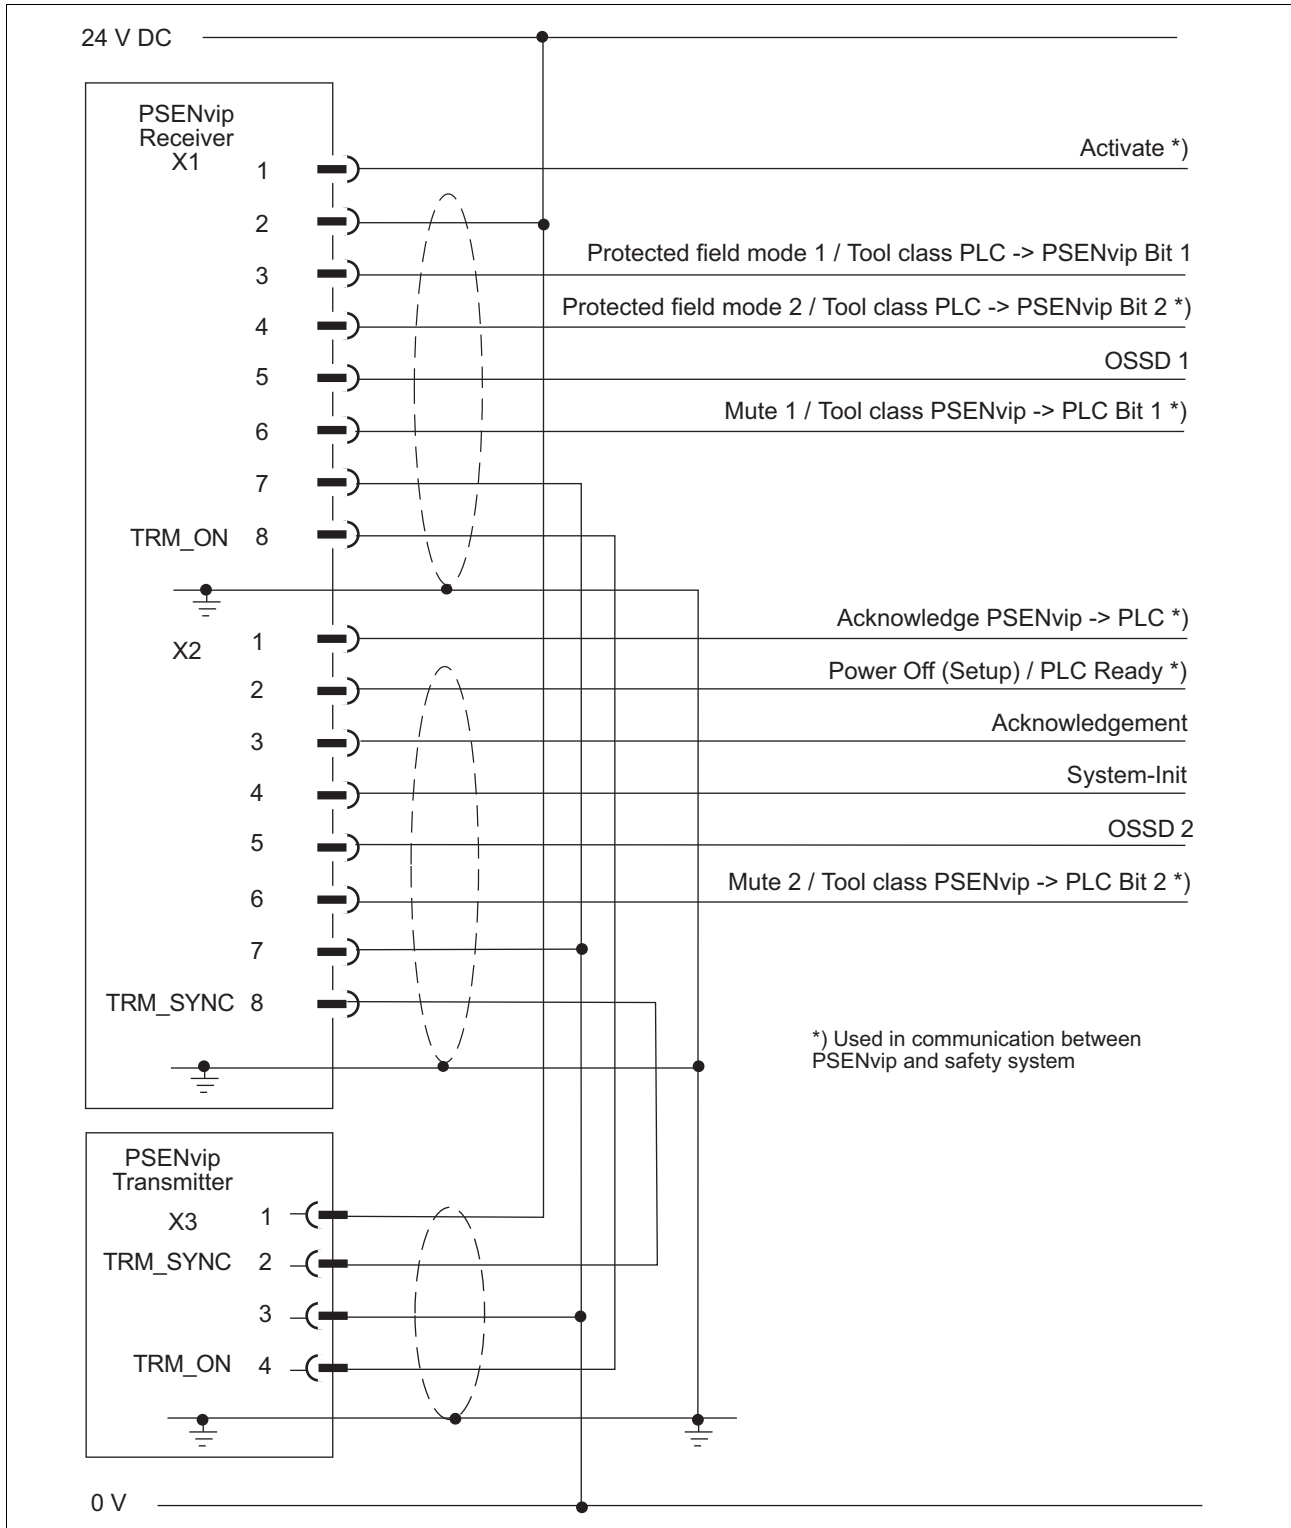 24 V DC
PSENvip
Receiver
X1
1
Activate *)
2
3
Protected field mode 1 / Tool class PLC -> PSENvip Bit 1
4
Protected field mode 2 / Tool class PLC -> PSENvip Bit 2 *)
5
OSSD 1
6
Mute 1 / Tool class PSENvip -> PLC Bit 1 *)
7
TRM_ON 8
X2
1
Acknowledge PSENvip -> PLC *)
2
Power Off (Setup) / PLC Ready *)
3
Acknowledgement
4
System-Init
5
OSSD 2
6
Mute 2 / Tool class PSENvip -> PLC Bit 2 *)
7
TRM_SYNC 8
*) Used in communication between
PSENvip and safety system
PSENvip
Transmitter
X3 1
TRM_SYNC 2
3
TRM_ON 4
0 V